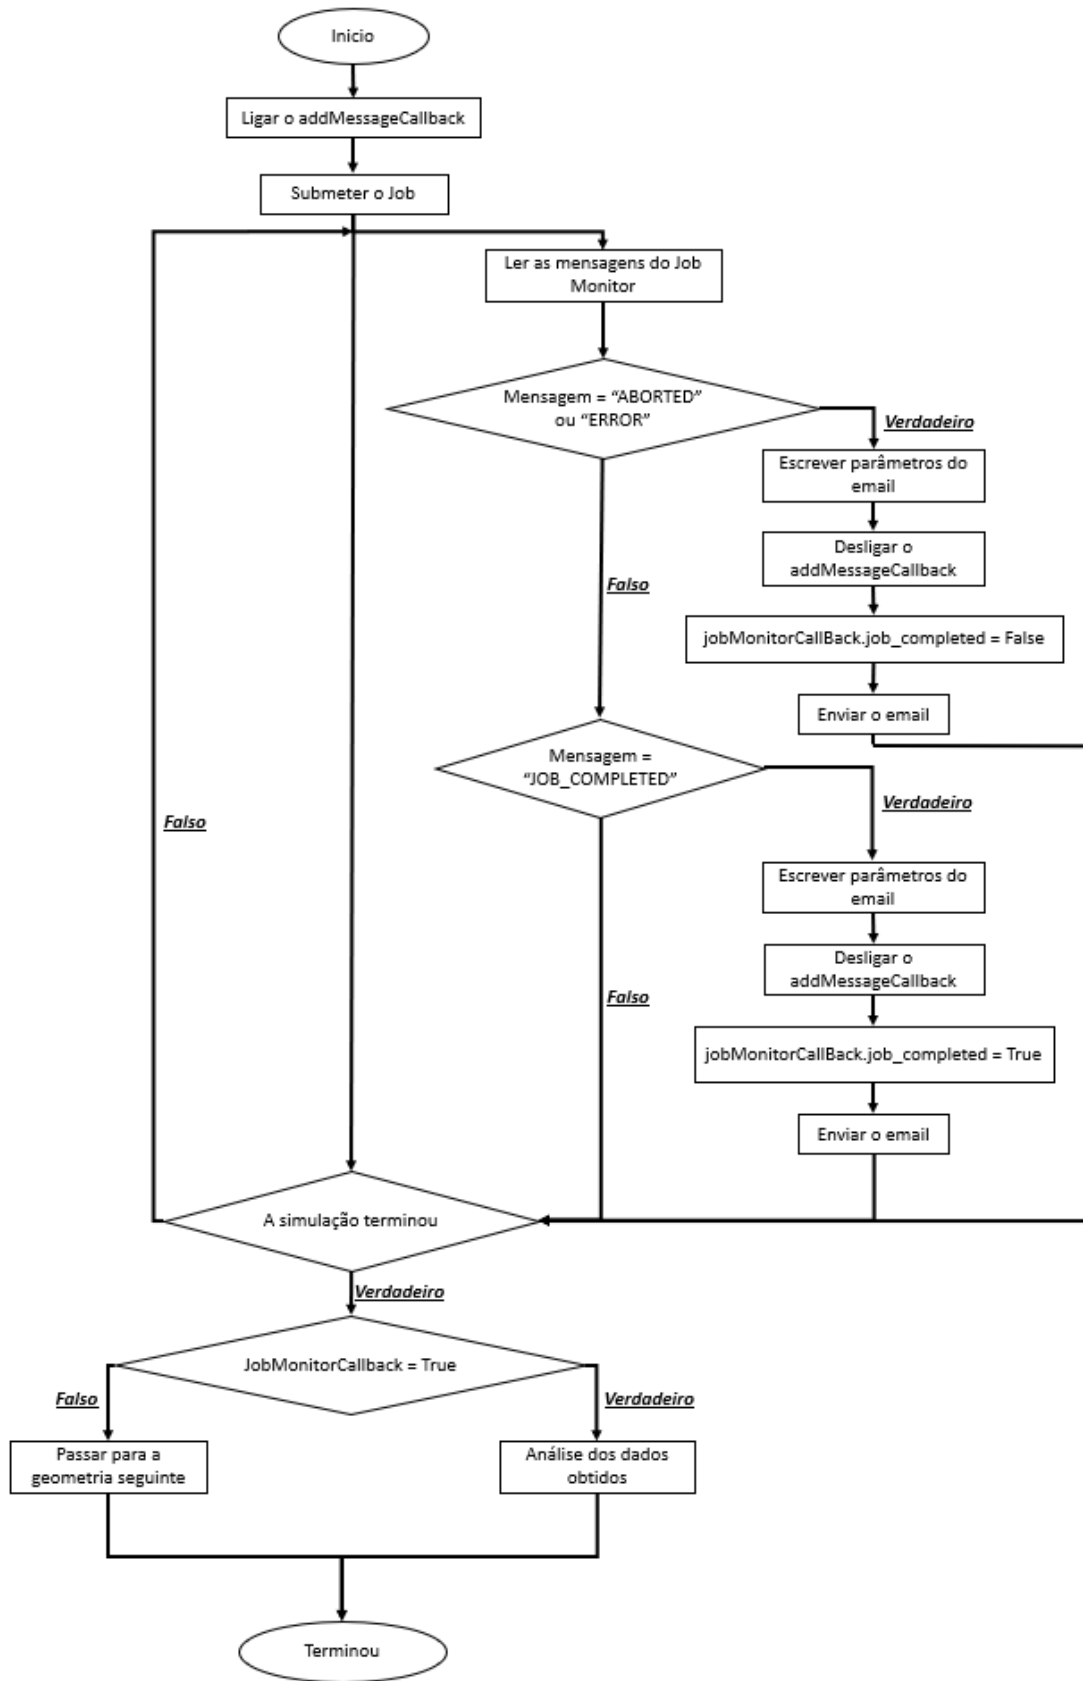 Inicio
Ligar o addMessageCallback
Submeter o Job
Ler as mensagens do Job
Monitor
Mensagem = “ABORTED”
ou “ERROR”
Verdadeiro
Escrever parâmetros do
email
Desligar o
addMessageCallback
Falso
jobMonitorCallBack.job_completed = False
Enviar o email
Mensagem =
“JOB_COMPLETED”
Verdadeiro
Falso
Escrever parâmetros do
email
Desligar o
addMessageCallback
Falso
jobMonitorCallBack.job_completed = True
Enviar o email
A simulação terminou
Verdadeiro
JobMonitorCallback = True
Falso
Verdadeiro
Passar para a
geometria seguinte
Análise dos dados
obtidos
Terminou